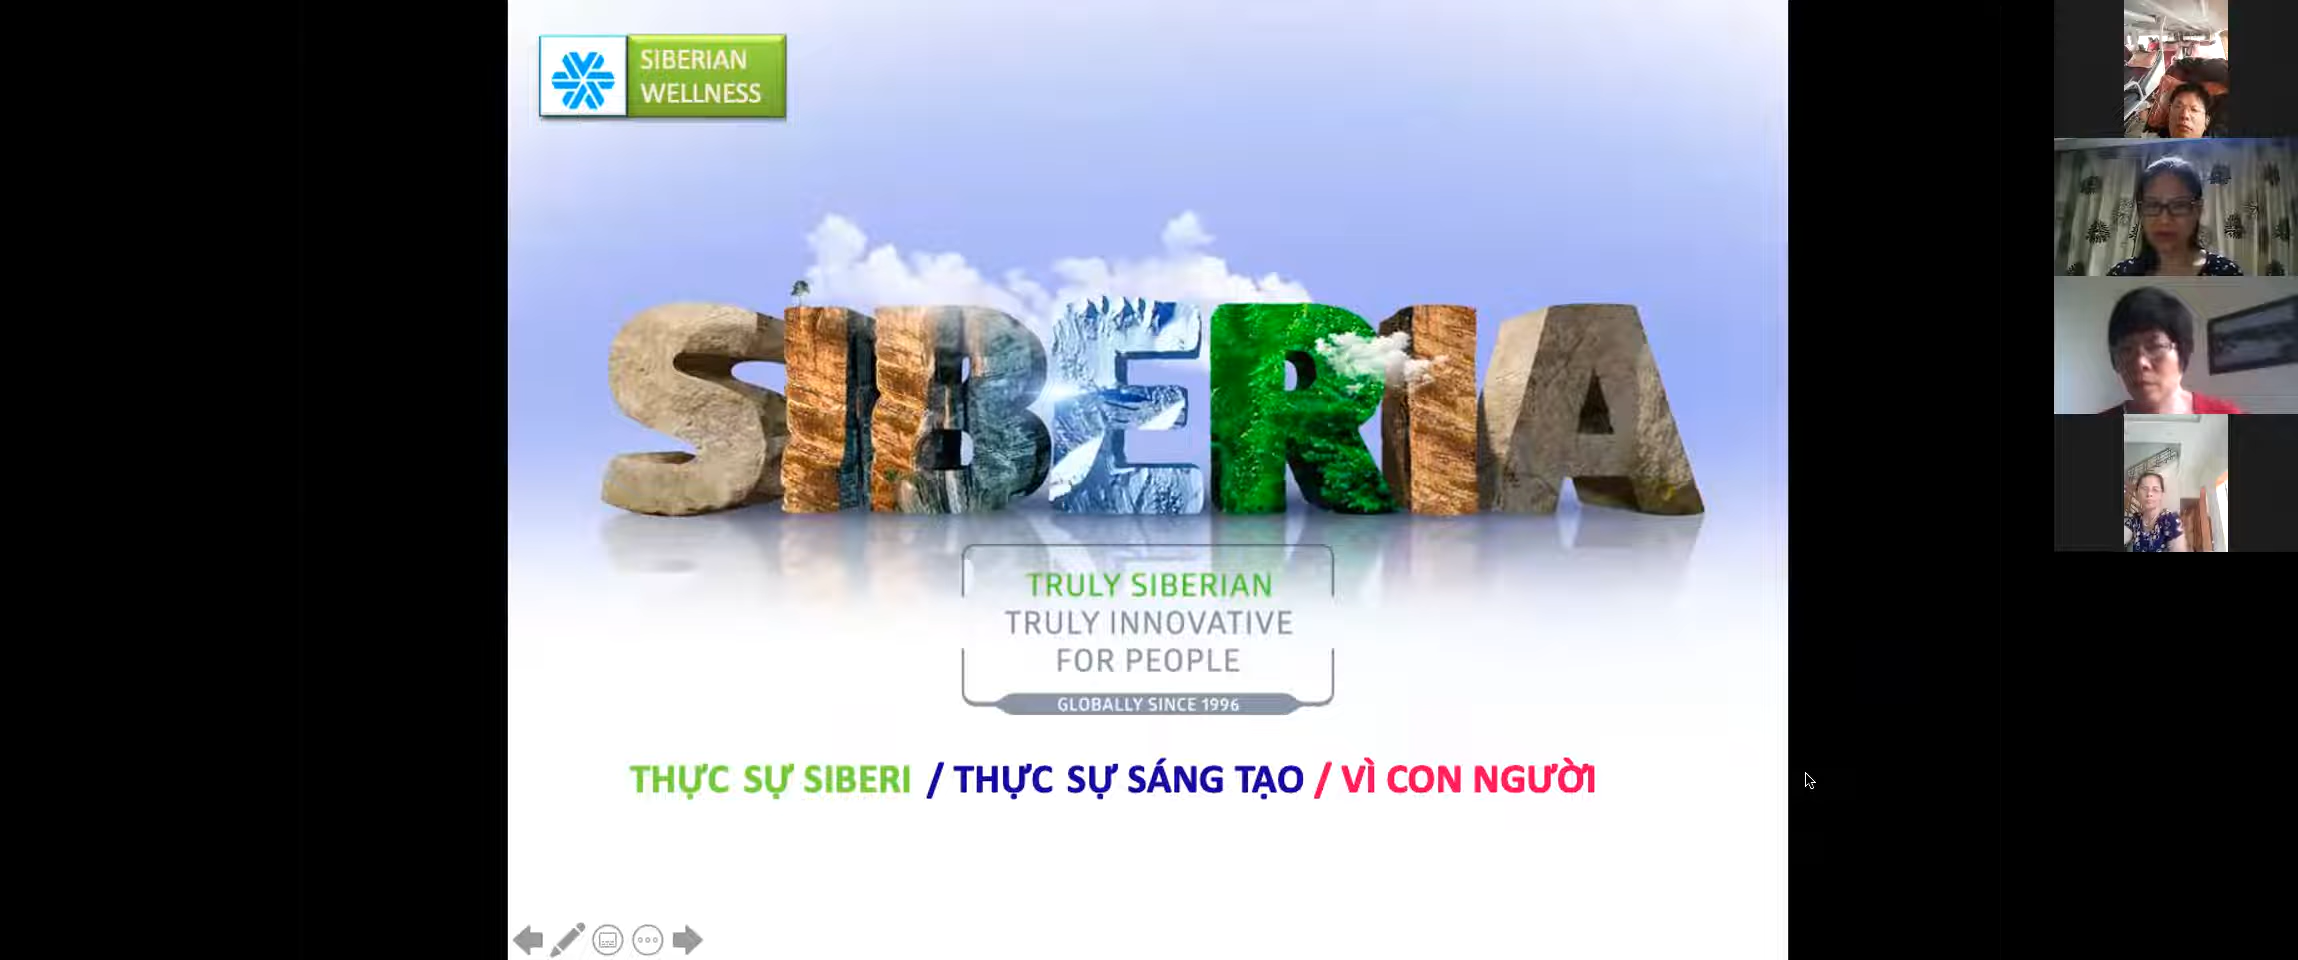 SIBERIAN
WELLNESS
SIBERIA
TRULY SIBERIAN
TRULY INNOVATIVE
FOR PEOPLE
GLOBALLY SINCE 1996
THỰC SỰ SIBERI / THỰC SỰ SÁNG TẠO / VÌ CON NGƯỜI